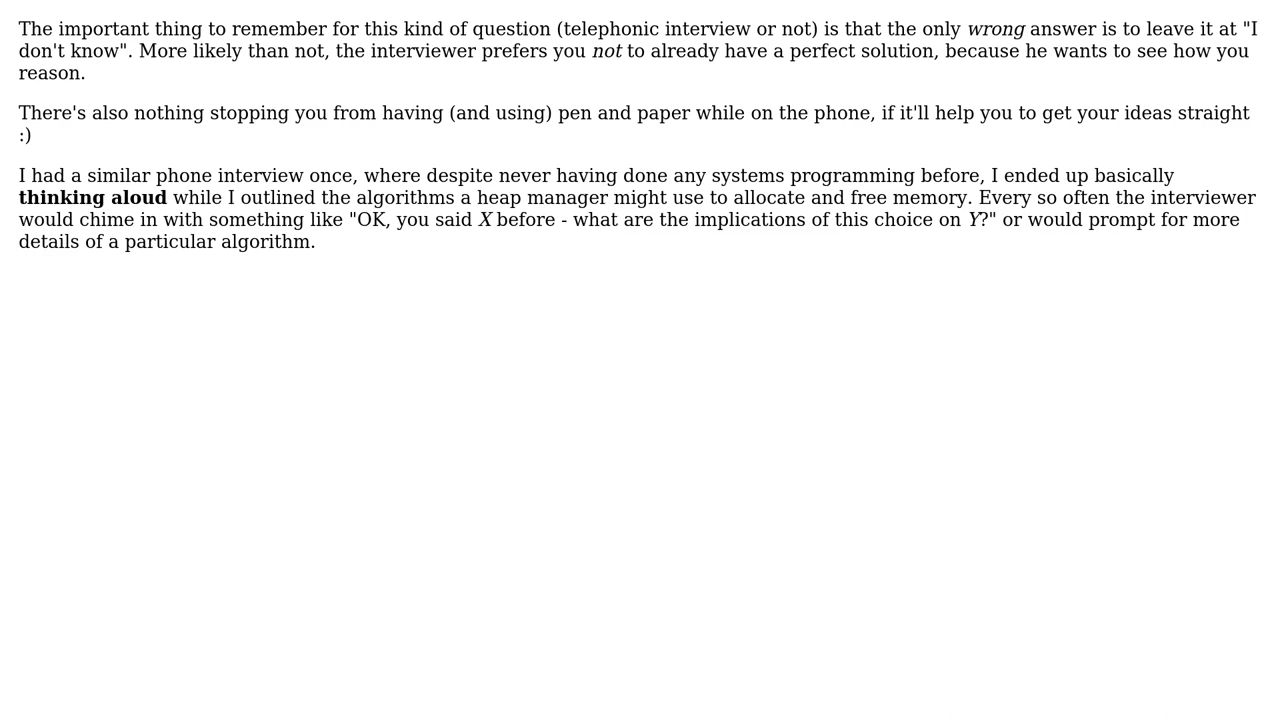 The important thing to remember for this kind of question (telephonic interview or not) is that the only wrong answer is to leave it at "I
don't know". More likely than not, the interviewer prefers you not to already have a perfect solution, because he wants to see how you
reason.
There's also nothing stopping you from having (and using) pen and paper while on the phone, if it'll help you to get your ideas straight
:)
I had a similar phone interview once, where despite never having done any systems programming before, I ended up basically
thinking aloud while I outlined the algorithms a heap manager might use to allocate and free memory. Every so often the interviewer
would chime in with something like "OK, you said X before - what are the implications of this choice on Y?" or would prompt for more
details of a particular algorithm.